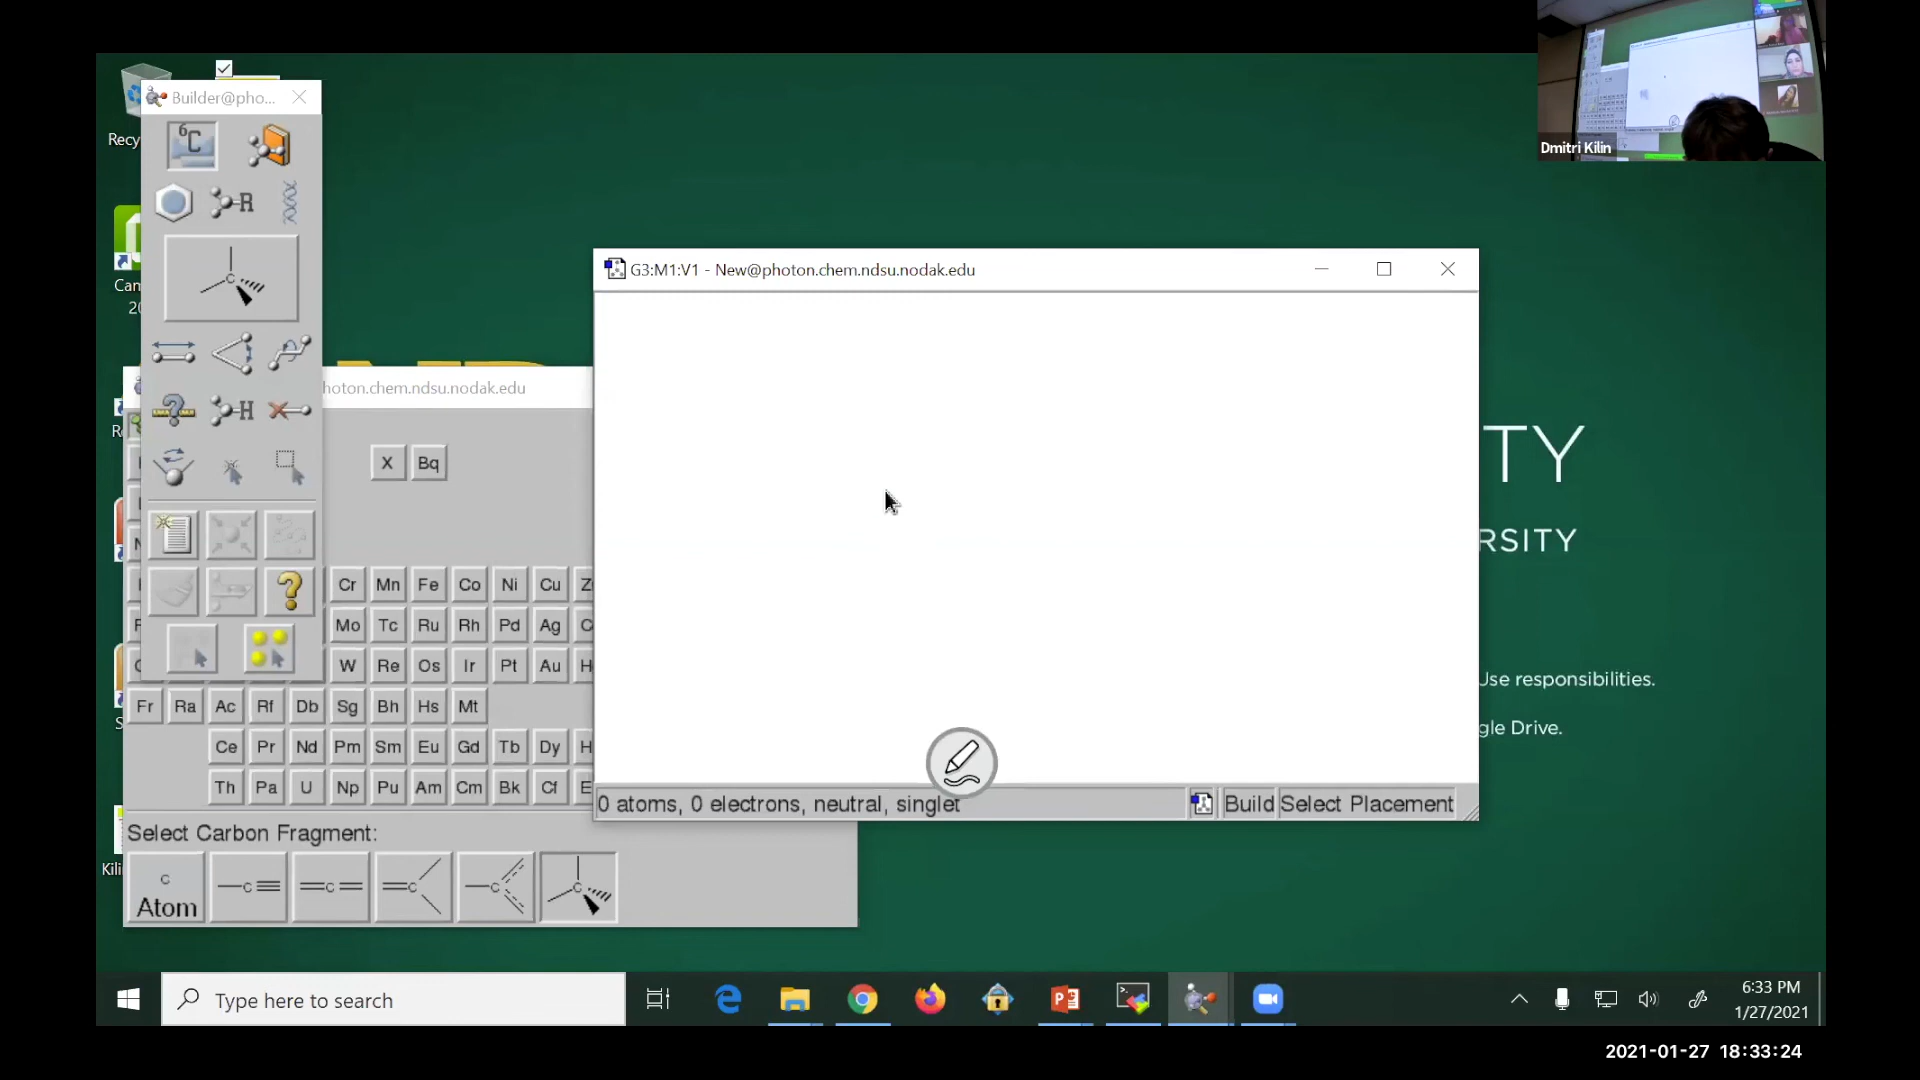 Dmitri Kilin
Recy
Builder@pho...
6C
R
C
H
Cam
20
G3:M1:V1 - New@photon.chem.ndsu.nodak.edu
hoton.chem.ndsu.nodak.edu
X Bq
TY
RSITY
Cr Mn Fe Co Ni Cu
Mo Tc Ru Rh Pd Ag
W Re Os Ir Pt Au
Fr Ra Ac Rf Db Sg Bh Hs Mt
Ce Pr Nd Pm Sm Eu Gd Tb Dy
Th Pa U Np Pu Am Cm Bk Cf
Use responsibilities.
gle Drive.
0 atoms, 0 electrons, neutral, singlet Build Select Placement
Select Carbon Fragment:
C
Atom
C
C
C
C
C
Kili
Type here to search
6:33 PM
1/27/2021
2021-01-27 18:33:24